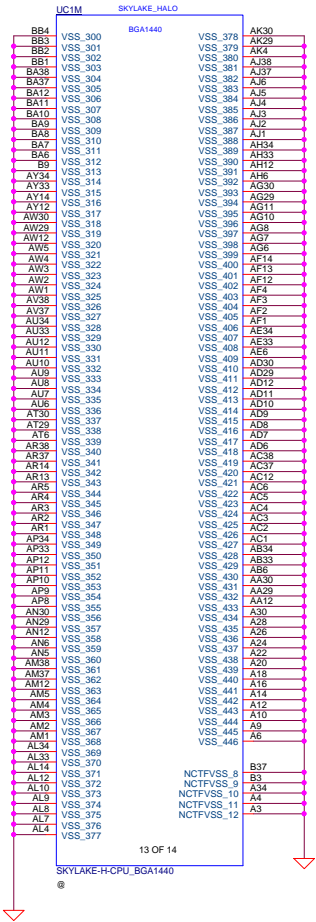 UC1M SKYLAKE_HALO
BGA1440
BB4 VSS_300 VSS_378 AK30
BB3 VSS_301 VSS_379 AK29
BB2 VSS_302 VSS_380 AK4
BB1 VSS_303 VSS_381 AJ38
BA38 VSS_304 VSS_382 AJ37
BA37 VSS_305 VSS_383 AJ6
BA12 VSS_306 VSS_384 AJ5
BA11 VSS_307 VSS_385 AJ4
BA10 VSS_308 VSS_386 AJ3
BA9 VSS_309 VSS_387 AJ2
BA8 VSS_310 VSS_388 AJ1
BA7 VSS_311 VSS_389 AH34
BA6 VSS_312 VSS_390 AH33
B9 VSS_313 VSS_391 AH12
AY34 VSS_314 VSS_392 AH6
AY33 VSS_315 VSS_393 AG30
AY14 VSS_316 VSS_394 AG29
AY12 VSS_317 VSS_395 AG11
AW30 VSS_318 VSS_396 AG10
AW29 VSS_319 VSS_397 AG8
AW12 VSS_320 VSS_398 AG7
AW5 VSS_321 VSS_399 AG6
AW4 VSS_322 VSS_400 AF14
AW3 VSS_323 VSS_401 AF13
AW2 VSS_324 VSS_402 AF12
AW1 VSS_325 VSS_403 AF4
AV38 VSS_326 VSS_404 AF3
AV37 VSS_327 VSS_405 AF2
AU34 VSS_328 VSS_406 AF1
AU33 VSS_329 VSS_407 AE34
AU12 VSS_330 VSS_408 AE33
AU11 VSS_331 VSS_409 AE6
AU10 VSS_332 VSS_410 AD30
AU9 VSS_333 VSS_411 AD29
AU8 VSS_334 VSS_412 AD12
AU7 VSS_335 VSS_413 AD11
AU6 VSS_336 VSS_414 AD10
AT30 VSS_337 VSS_415 AD9
AT29 VSS_338 VSS_416 AD8
AT6 VSS_339 VSS_417 AD7
AR38 VSS_340 VSS_418 AD6
AR37 VSS_341 VSS_419 AC38
AR14 VSS_342 VSS_420 AC37
AR13 VSS_343 VSS_421 AC12
AR5 VSS_344 VSS_422 AC6
AR4 VSS_345 VSS_423 AC5
AR3 VSS_346 VSS_424 AC4
AR2 VSS_347 VSS_425 AC3
AR1 VSS_348 VSS_426 AC2
AP34 VSS_349 VSS_427 AC1
AP33 VSS_350 VSS_428 AB34
AP12 VSS_351 VSS_429 AB33
AP11 VSS_352 VSS_430 AB6
AP10 VSS_353 VSS_431 AA30
AP9 VSS_354 VSS_432 AA29
AP8 VSS_355 VSS_433 AA12
AN30 VSS_356 VSS_434 A30
AN29 VSS_357 VSS_435 A28
AN12 VSS_358 VSS_436 A26
AN6 VSS_359 VSS_437 A24
AN5 VSS_360 VSS_438 A22
AM38 VSS_361 VSS_439 A20
AM37 VSS_362 VSS_440 A18
AM12 VSS_363 VSS_441 A16
AM5 VSS_364 VSS_442 A14
AM4 VSS_365 VSS_443 A12
AM3 VSS_366 VSS_444 A10
AM2 VSS_367 VSS_445 A9
AM1 VSS_368 VSS_446 A6
AL34 VSS_369
AL33 VSS_370
AL14 VSS_371 NCTFVSS_8 B37
AL12 VSS_372 NCTFVSS_9 B3
AL10 VSS_373 NCTFVSS_10 A34
AL9 VSS_374 NCTFVSS_11 A4
AL8 VSS_375 NCTFVSS_12 A3
AL7 VSS_376
AL4 VSS_377
13 OF 14
SKYLAKE-H-CPU_BGA1440
@